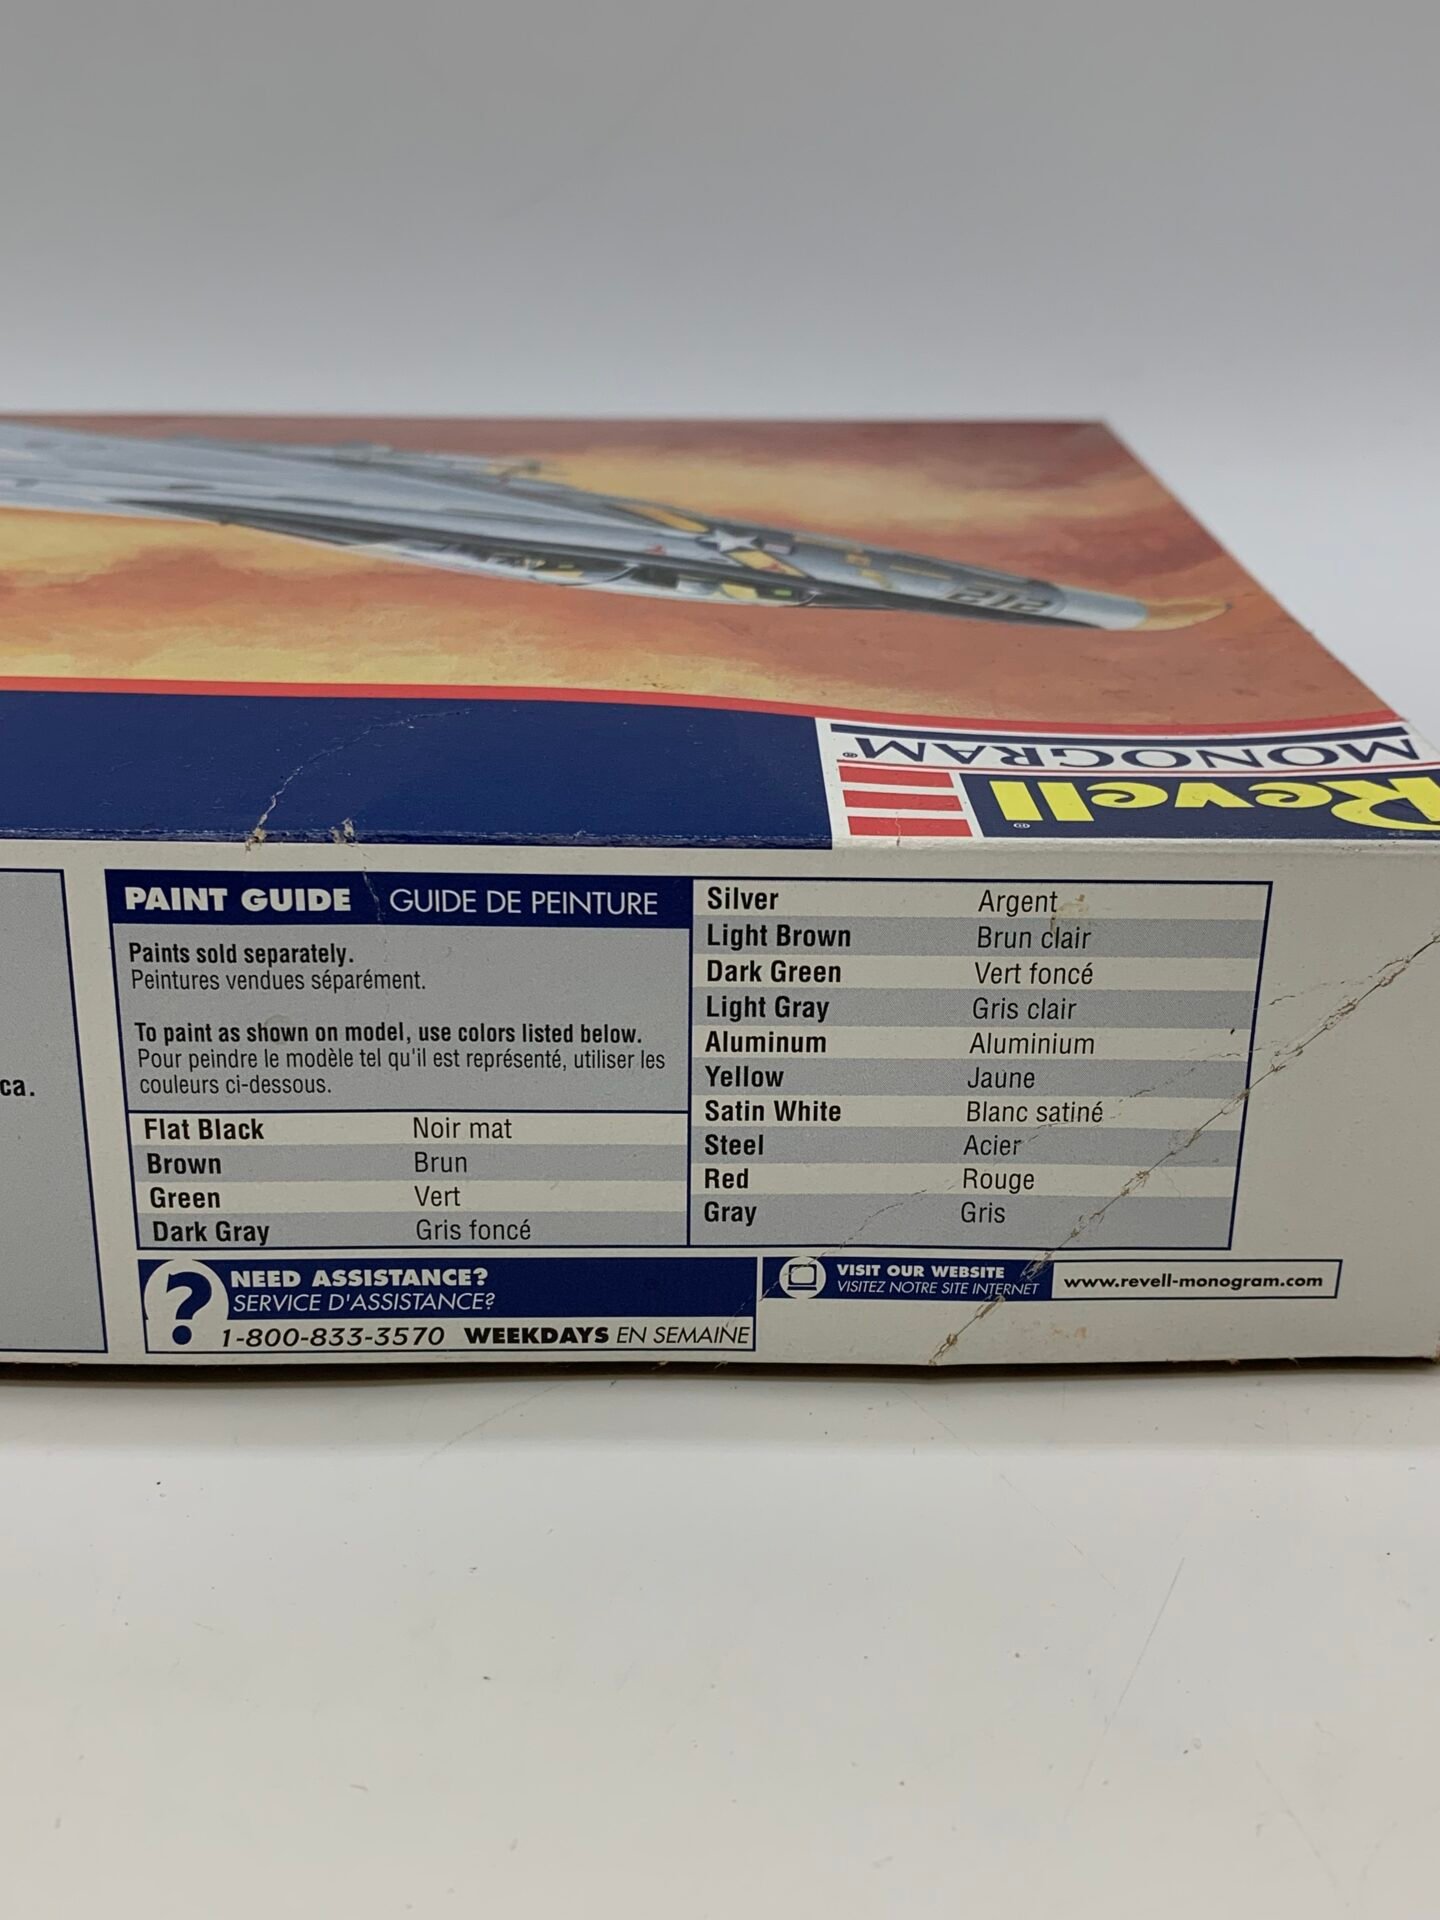 212
MONOGRAM®
Revell®
ca.
PAINT GUIDE GUIDE DE PEINTURE
Paints sold separately.
Peintures vendues séparément.
To paint as shown on model, use colors listed below.
Pour peindre le modèle tel qu'il est représenté, utiliser les
couleurs ci-dessous.
Flat Black Noir mat
Brown Brun
Green Vert
Dark Gray Gris foncé
Silver Argent
Light Brown Brun clair
Dark Green Vert foncé
Light Gray Gris clair
Aluminum Aluminium
Yellow Jaune
Satin White Blanc satiné
Steel Acier
Red Rouge
Gray Gris
? NEED ASSISTANCE?
SERVICE D'ASSISTANCE?
1-800-833-3570 WEEKDAYS EN SEMAINE
VISIT OUR WEBSITE
VISITEZ NOTRE SITE INTERNET
www.revell-monogram.com